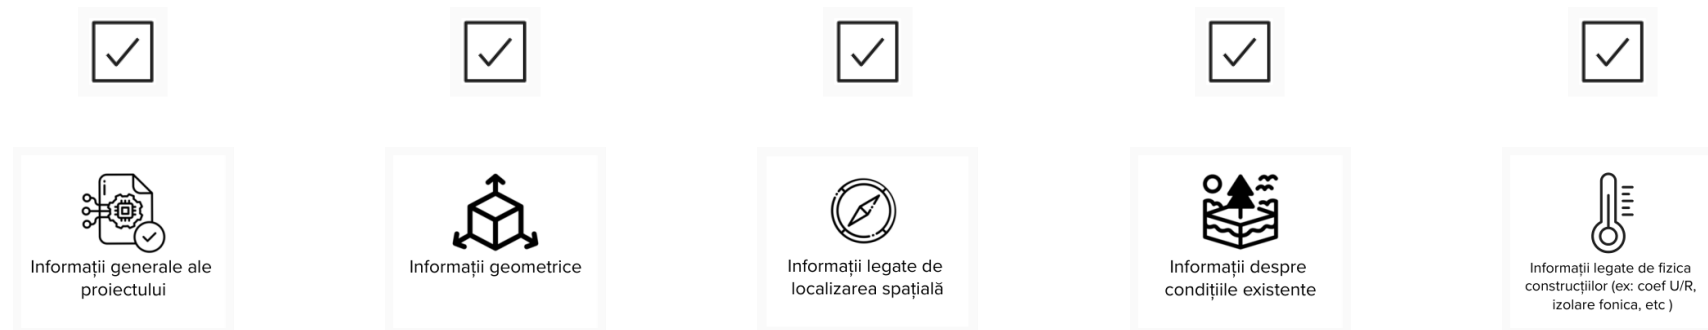 Informații generale ale
proiectului
Informații geometrice
Informații legate de
localizarea spațială
Informații despre
condițiile existente
Informații legate de fizica
construcțiilor (ex: coef U/R,
izolare fonica, etc )